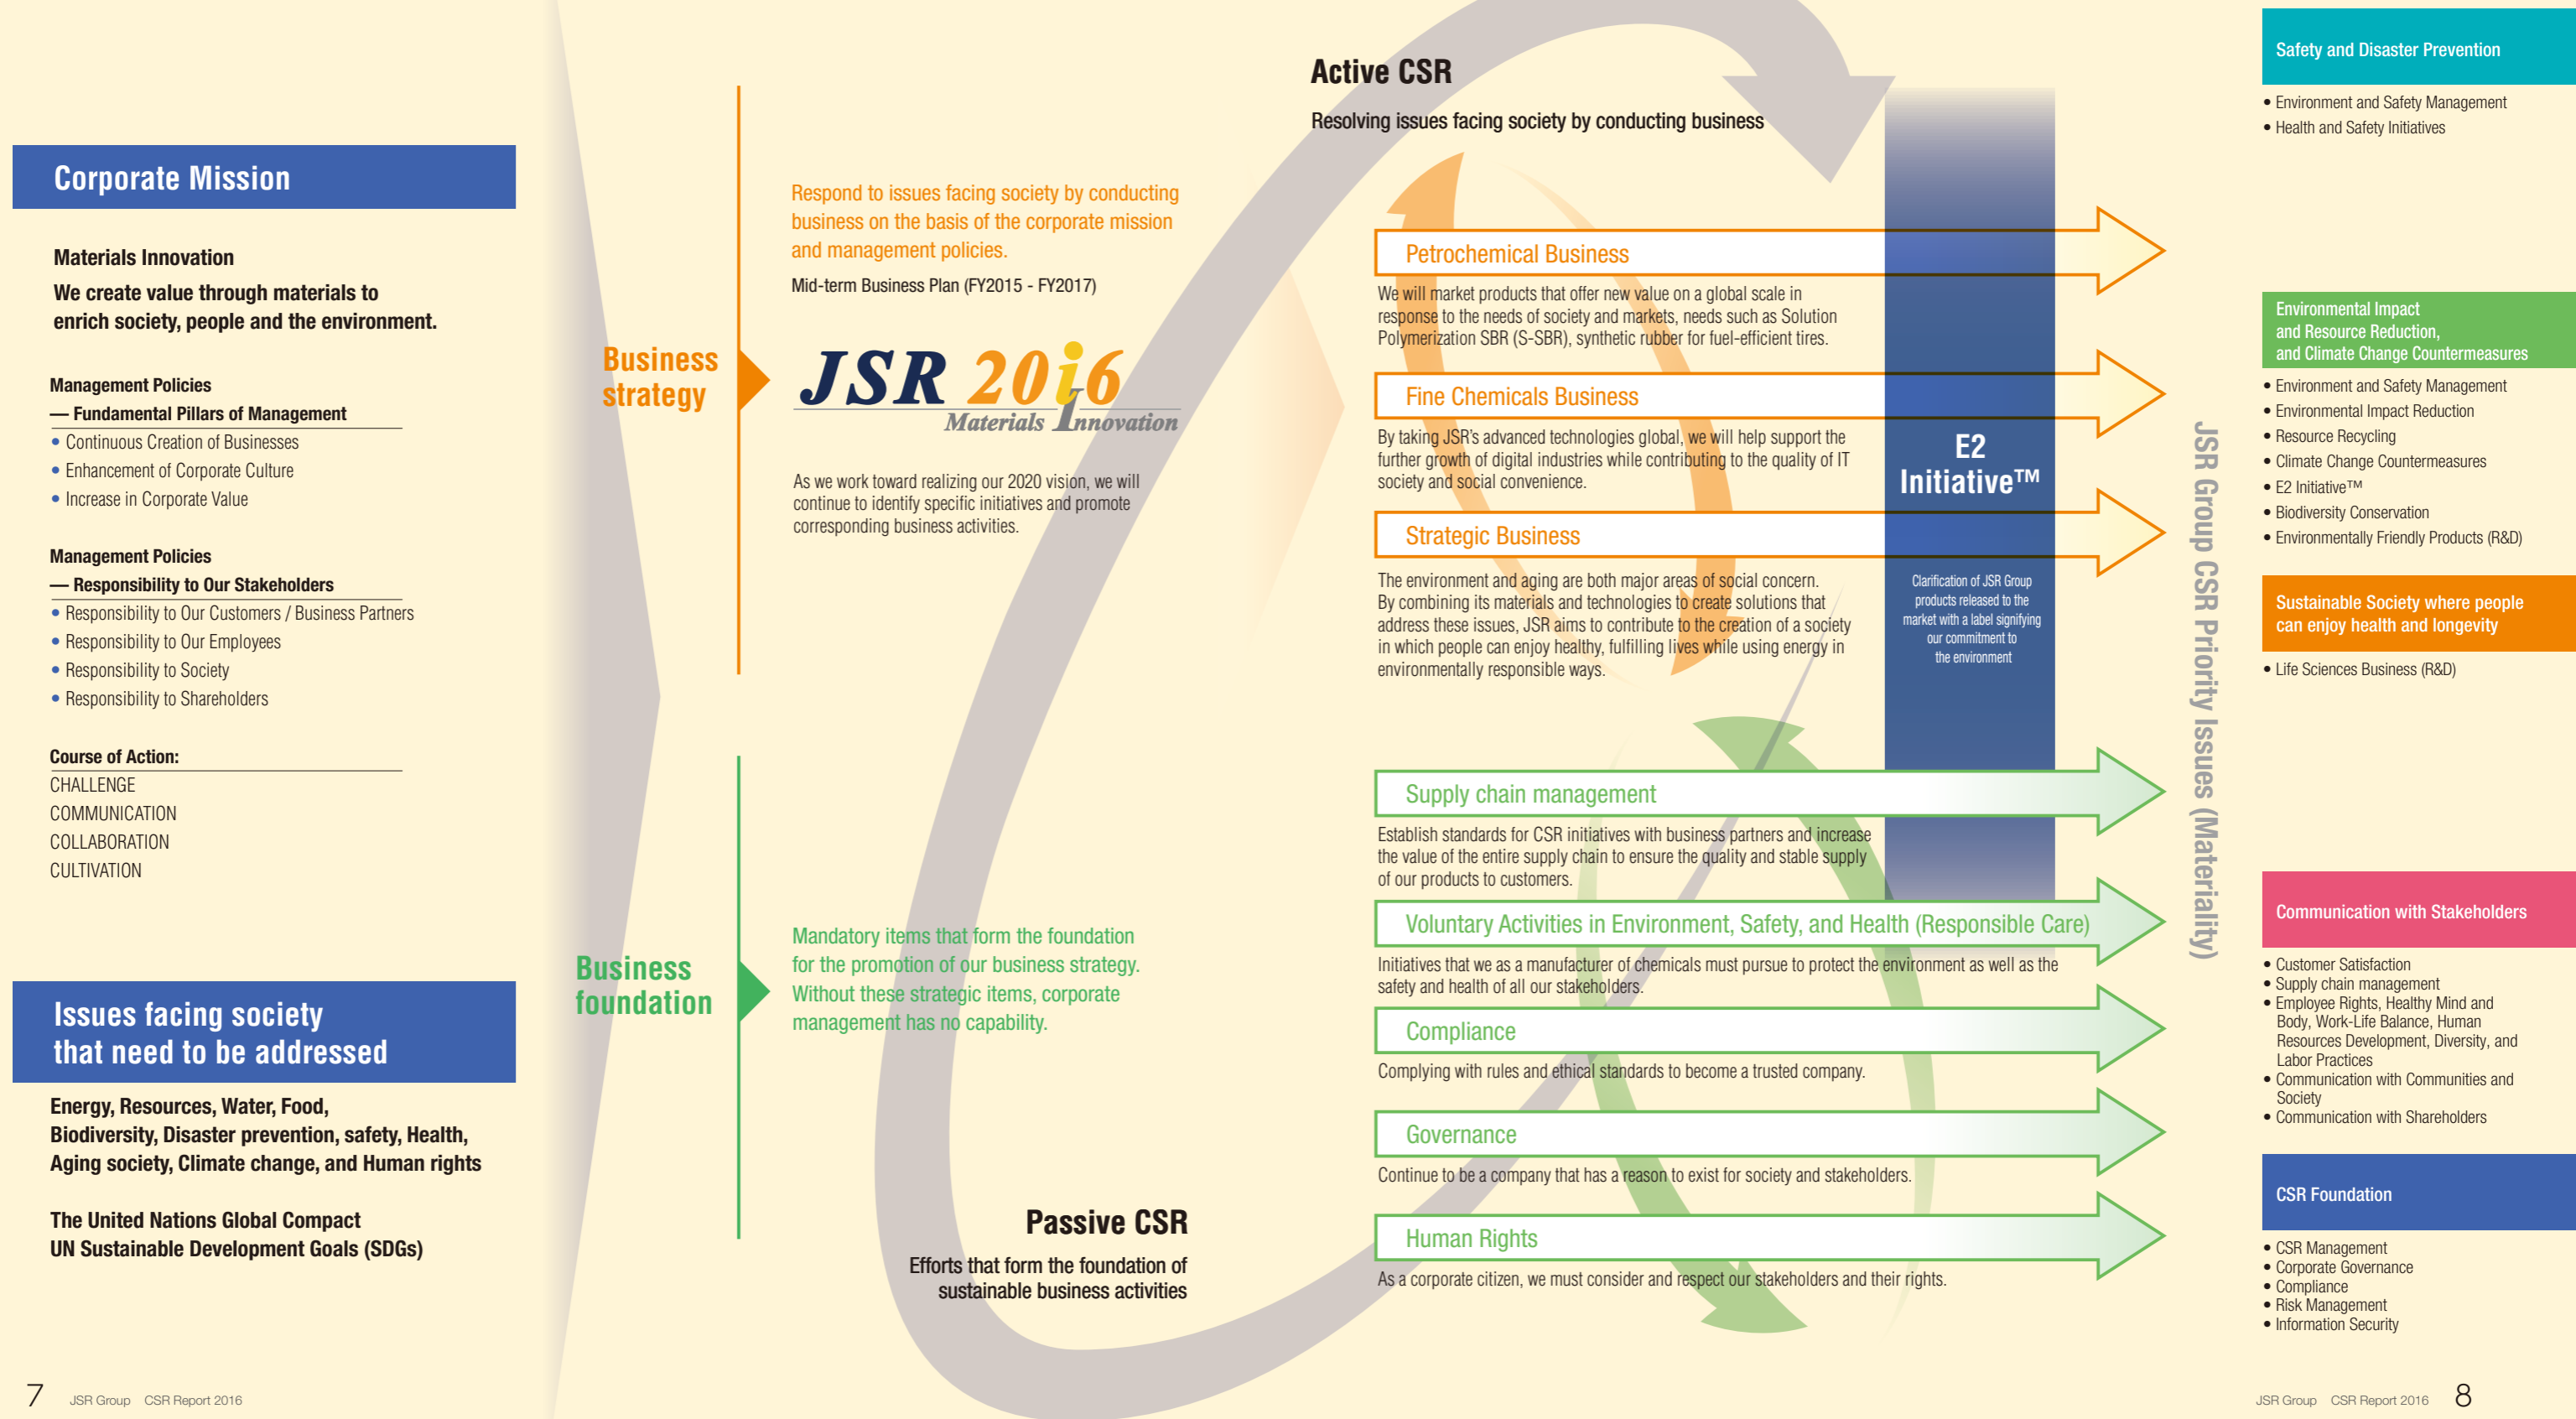 Corporate Mission
Materials Innovation
We create value through materials to
enrich society, people and the environment.
Management Policies
— Fundamental Pillars of Management
• Continuous Creation of Businesses
• Enhancement of Corporate Culture
• Increase in Corporate Value
Management Policies
— Responsibility to Our Stakeholders
• Responsibility to Our Customers / Business Partners
• Responsibility to Our Employees
• Responsibility to Society
• Responsibility to Shareholders
Course of Action:
CHALLENGE
COMMUNICATION
COLLABORATION
CULTIVATION
Issues facing society
that need to be addressed
Energy, Resources, Water, Food,
Biodiversity, Disaster prevention, safety, Health,
Aging society, Climate change, and Human rights
The United Nations Global Compact
UN Sustainable Development Goals (SDGs)
7 JSR Group CSR Report 2016
Business
strategy
Respond to issues facing society by conducting
business on the basis of the corporate mission
and management policies.
Mid-term Business Plan (FY2015 - FY2017)
JSR 20i6
Materials Innovation
As we work toward realizing our 2020 vision, we will
continue to identify specific initiatives and promote
corresponding business activities.
Business
foundation
Mandatory items that form the foundation
for the promotion of our business strategy.
Without these strategic items, corporate
management has no capability.
Passive CSR
Efforts that form the foundation of
sustainable business activities
Active CSR
Resolving issues facing society by conducting business
Petrochemical Business
We will market products that offer new value on a global scale in
response to the needs of society and markets, needs such as Solution
Polymerization SBR (S-SBR), synthetic rubber for fuel-efficient tires.
Fine Chemicals Business
By taking JSR's advanced technologies global, we will help support the
further growth of digital industries while contributing to the quality of IT
society and social convenience.
Strategic Business
The environment and aging are both major areas of social concern.
By combining its materials and technologies to create solutions that
address these issues, JSR aims to contribute to the creation of a society
in which people can enjoy healthy, fulfilling lives while using energy in
environmentally responsible ways.
E2
Initiative™
Clarification of JSR Group
products released to the
market with a label signifying
our commitment to
the environment
Supply chain management
Establish standards for CSR initiatives with business partners and increase
the value of the entire supply chain to ensure the quality and stable supply
of our products to customers.
Voluntary Activities in Environment, Safety, and Health (Responsible Care)
Initiatives that we as a manufacturer of chemicals must pursue to protect the environment as well as the
safety and health of all our stakeholders.
Compliance
Complying with rules and ethical standards to become a trusted company.
Governance
Continue to be a company that has a reason to exist for society and stakeholders.
Human Rights
As a corporate citizen, we must consider and respect our stakeholders and their rights.
JSR Group CSR Priority Issues (Materiality)
Safety and Disaster Prevention
• Environment and Safety Management
• Health and Safety Initiatives
Environmental Impact
and Resource Reduction,
and Climate Change Countermeasures
• Environment and Safety Management
• Environmental Impact Reduction
• Resource Recycling
• Climate Change Countermeasures
• E2 Initiative™
• Biodiversity Conservation
• Environmentally Friendly Products (R&D)
Sustainable Society where people
can enjoy health and longevity
• Life Sciences Business (R&D)
Communication with Stakeholders
• Customer Satisfaction
• Supply chain management
• Employee Rights, Healthy Mind and
Body, Work-Life Balance, Human
Resources Development, Diversity, and
Labor Practices
• Communication with Communities and
Society
• Communication with Shareholders
CSR Foundation
• CSR Management
• Corporate Governance
• Compliance
• Risk Management
• Information Security
JSR Group CSR Report 2016 8